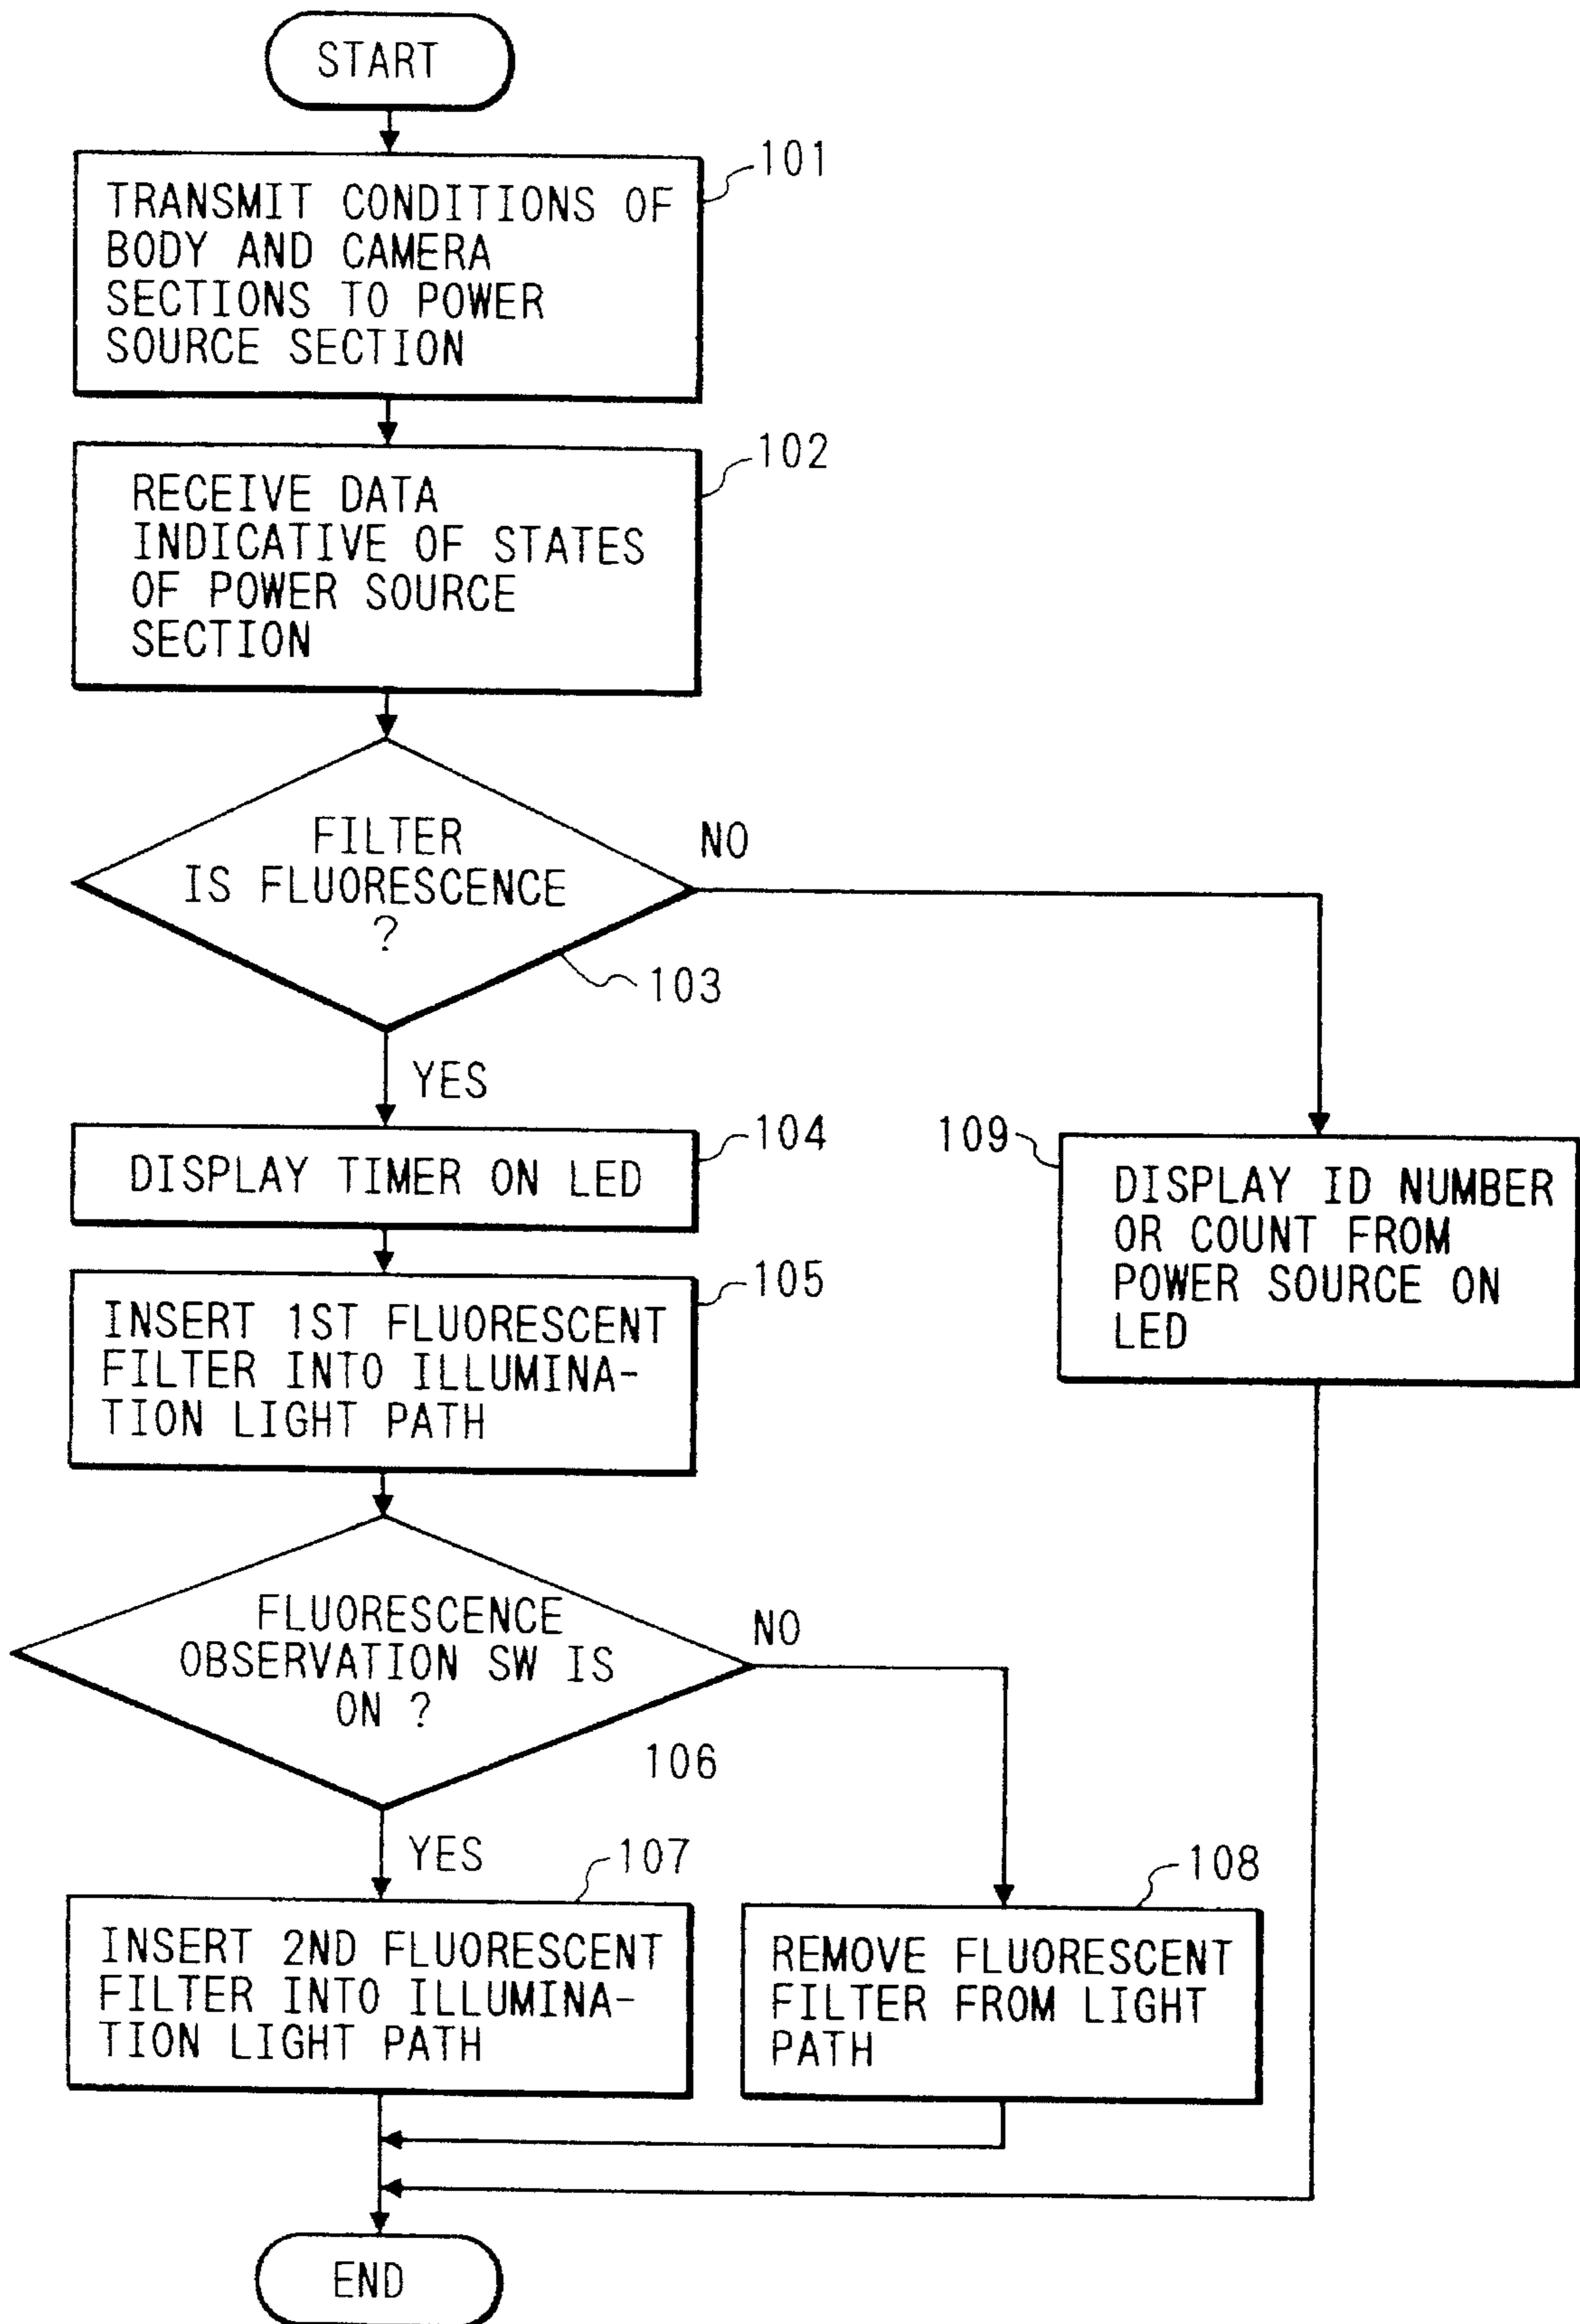 START
101
TRANSMIT CONDITIONS OF
BODY AND CAMERA
SECTIONS TO POWER
SOURCE SECTION
102
RECEIVE DATA
INDICATIVE OF STATES
OF POWER SOURCE
SECTION
FILTER
IS FLUORESCENCE
?
NO
103
YES
104
DISPLAY TIMER ON LED
109
DISPLAY ID NUMBER
OR COUNT FROM
POWER SOURCE ON
LED
105
INSERT 1ST FLUORESCENT
FILTER INTO ILLUMINA-
TION LIGHT PATH
FLUORESCENCE
OBSERVATION SW IS
ON ?
NO
106
YES
107
INSERT 2ND FLUORESCENT
FILTER INTO ILLUMINA-
TION LIGHT PATH
108
REMOVE FLUORESCENT
FILTER FROM LIGHT
PATH
END